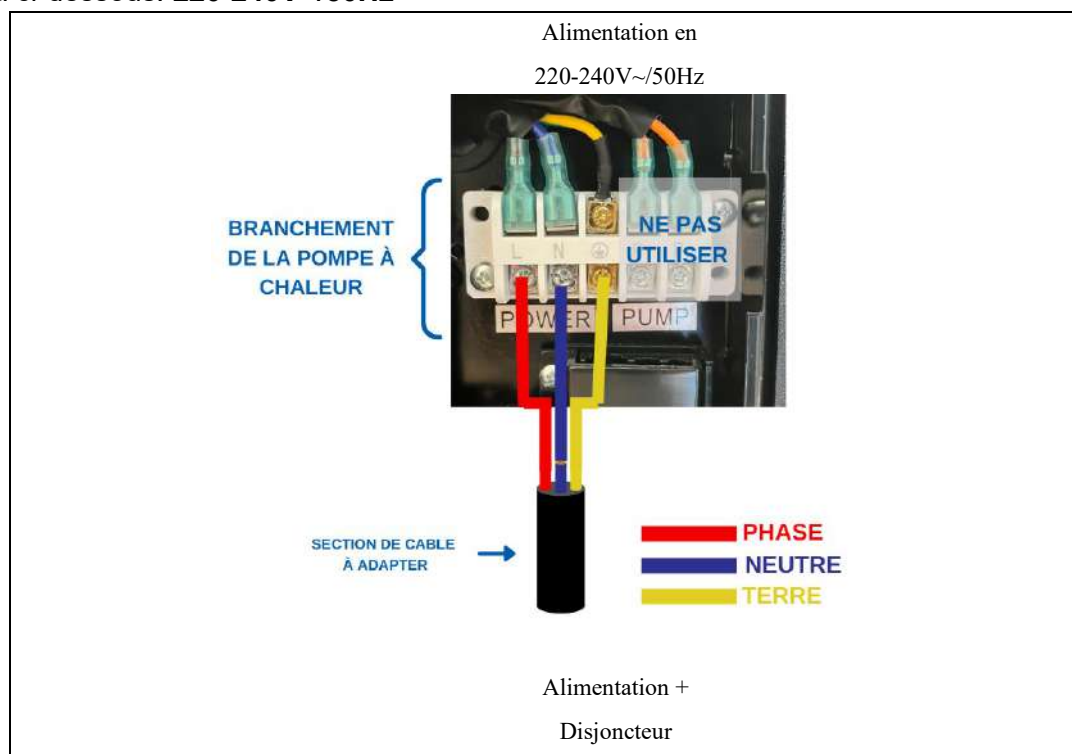 Alimentation en
220-240V~/50Hz
BRANCHEMENT
DE LA POMPE À
CHALEUR
NE PAS
UTILISER
L N
POWER PUMP
SECTION DE CABLE
À ADAPTER
PHASE
NEUTRE
TERRE
Alimentation +
Disjoncteur